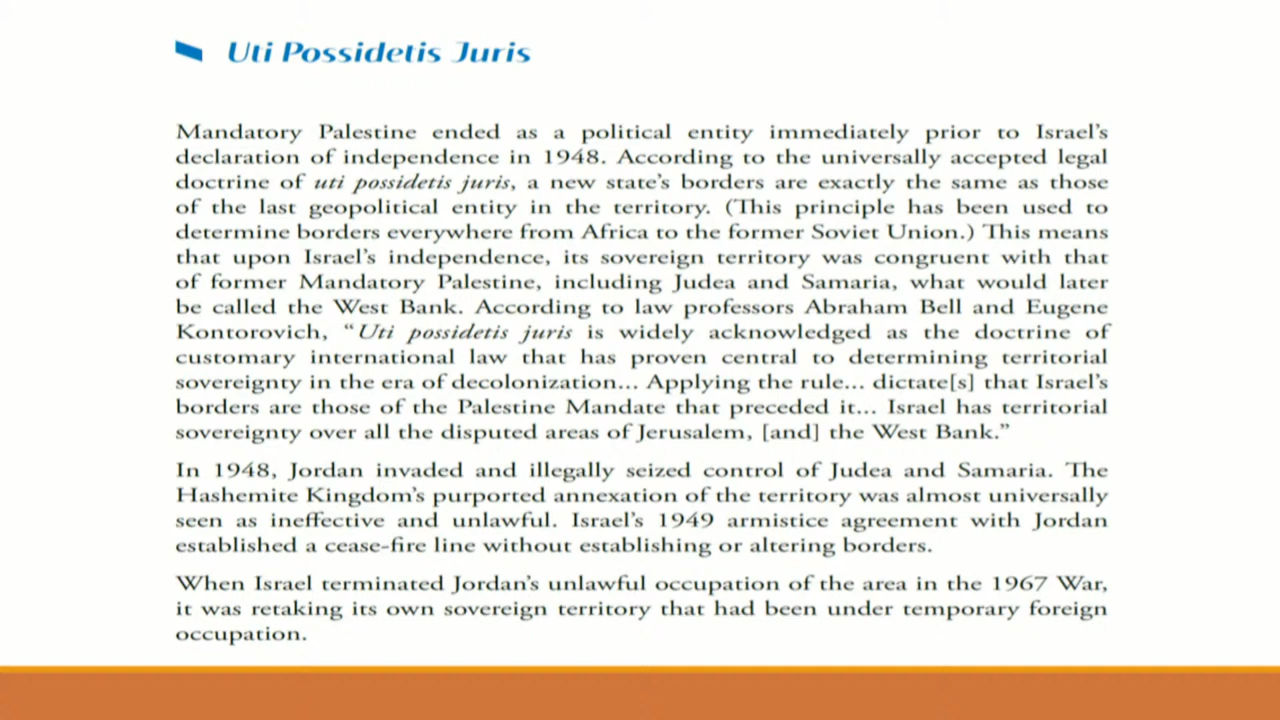 Uti Possidetis Juris
Mandatory Palestine ended as a political entity immediately prior to Israel's
declaration of independence in 1948. According to the universally accepted legal
doctrine of uti possidetis juris, a new state's borders are exactly the same as those
of the last geopolitical entity in the territory. (This principle has been used to
determine borders everywhere from Africa to the former Soviet Union.) This means
that upon Israel's independence, its sovereign territory was congruent with that
of former Mandatory Palestine, including Judea and Samaria, what would later
be called the West Bank. According to law professors Abraham Bell and Eugene
Kontorovich, “Uti possidetis juris is widely acknowledged as the doctrine of
customary international law that has proven central to determining territorial
sovereignty in the era of decolonization... Applying the rule... dictate[s] that Israel's
borders are those of the Palestine Mandate that preceded it... Israel has territorial
sovereignty over all the disputed areas of Jerusalem, [and] the West Bank.”
In 1948, Jordan invaded and illegally seized control of Judea and Samaria. The
Hashemite Kingdom's purported annexation of the territory was almost universally
seen as ineffective and unlawful. Israel's 1949 armistice agreement with Jordan
established a cease-fire line without establishing or altering borders.
When Israel terminated Jordan's unlawful occupation of the area in the 1967 War,
it was retaking its own sovereign territory that had been under temporary foreign
occupation.